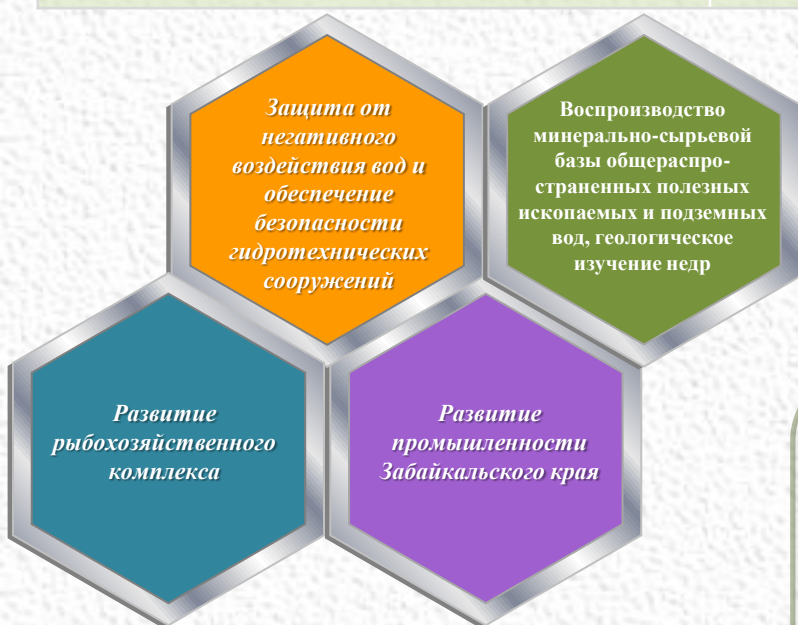 Защита от
негативного
воздействия вод и
обеспечение
безопасности
гидротехнических
сооружений
Воспроизводство
минерально-сырьевой
базы общераспро-
страненных полезных
ископаемых и подземных
вод, геологическое
изучение недр
Развитие
рыбохозяйственного
комплекса
Развитие
промышленности
Забайкальского края